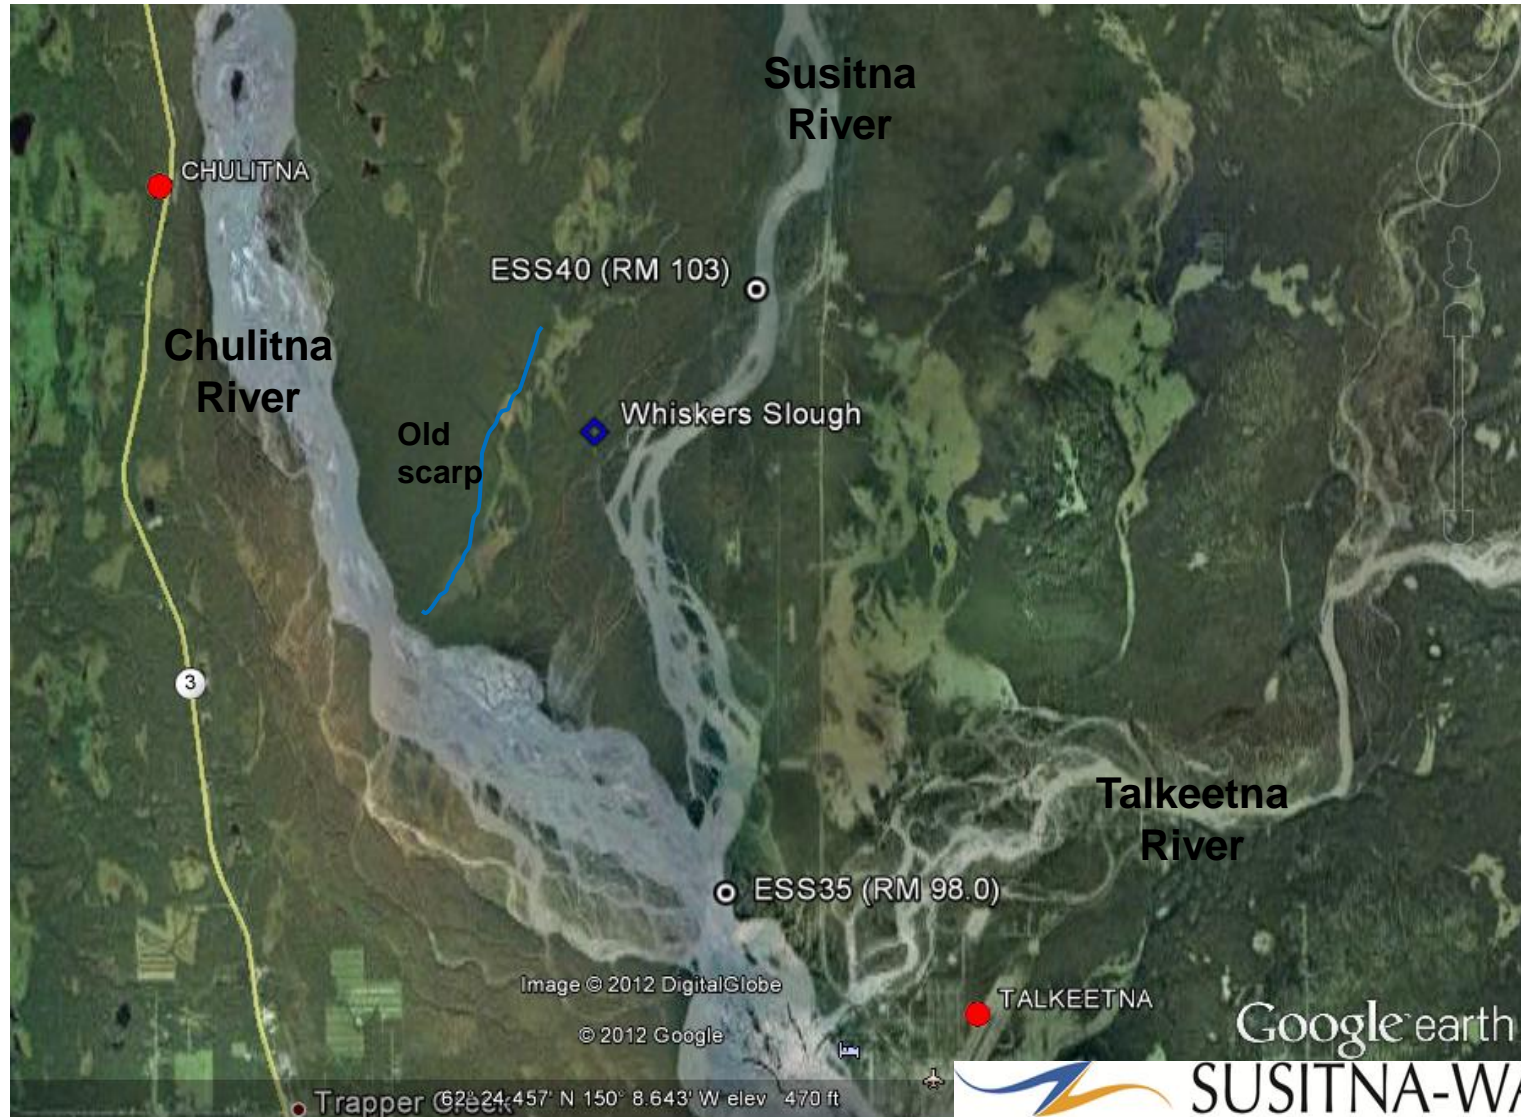 Susitna
River
CHULITNA
ESS40 (RM 103)
Chulitna
River
Whiskers Slough
Old
scarp
3
Talkeetna
River
ESS35 (RM 98.0)
Image © 2012 DigitalGlobe
TALKEETNA
© 2012 Google
Google earth
62° 24.457' N 150° 8.643' W elev 470 ft
Trapper Creek
SUSITNA-WA